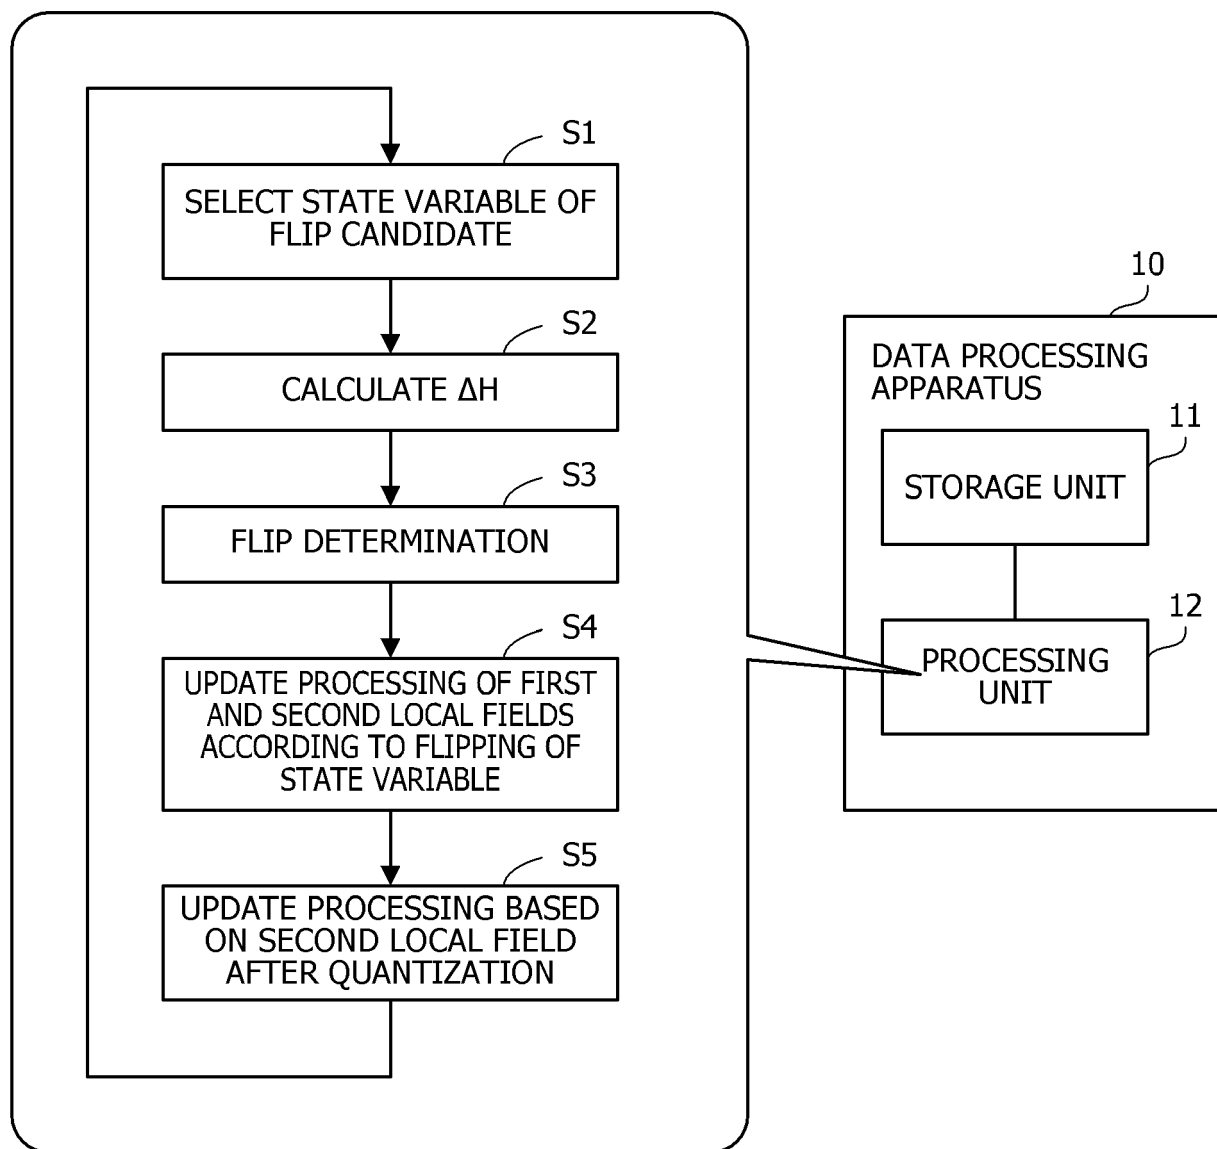 S1
SELECT STATE VARIABLE OF
FLIP CANDIDATE
S2
CALCULATE ΔH
S3
FLIP DETERMINATION
S4
UPDATE PROCESSING OF FIRST
AND SECOND LOCAL FIELDS
ACCORDING TO FLIPPING OF
STATE VARIABLE
S5
UPDATE PROCESSING BASED
ON SECOND LOCAL FIELD
AFTER QUANTIZATION
10
DATA PROCESSING
APPARATUS
11
STORAGE UNIT
12
PROCESSING
UNIT